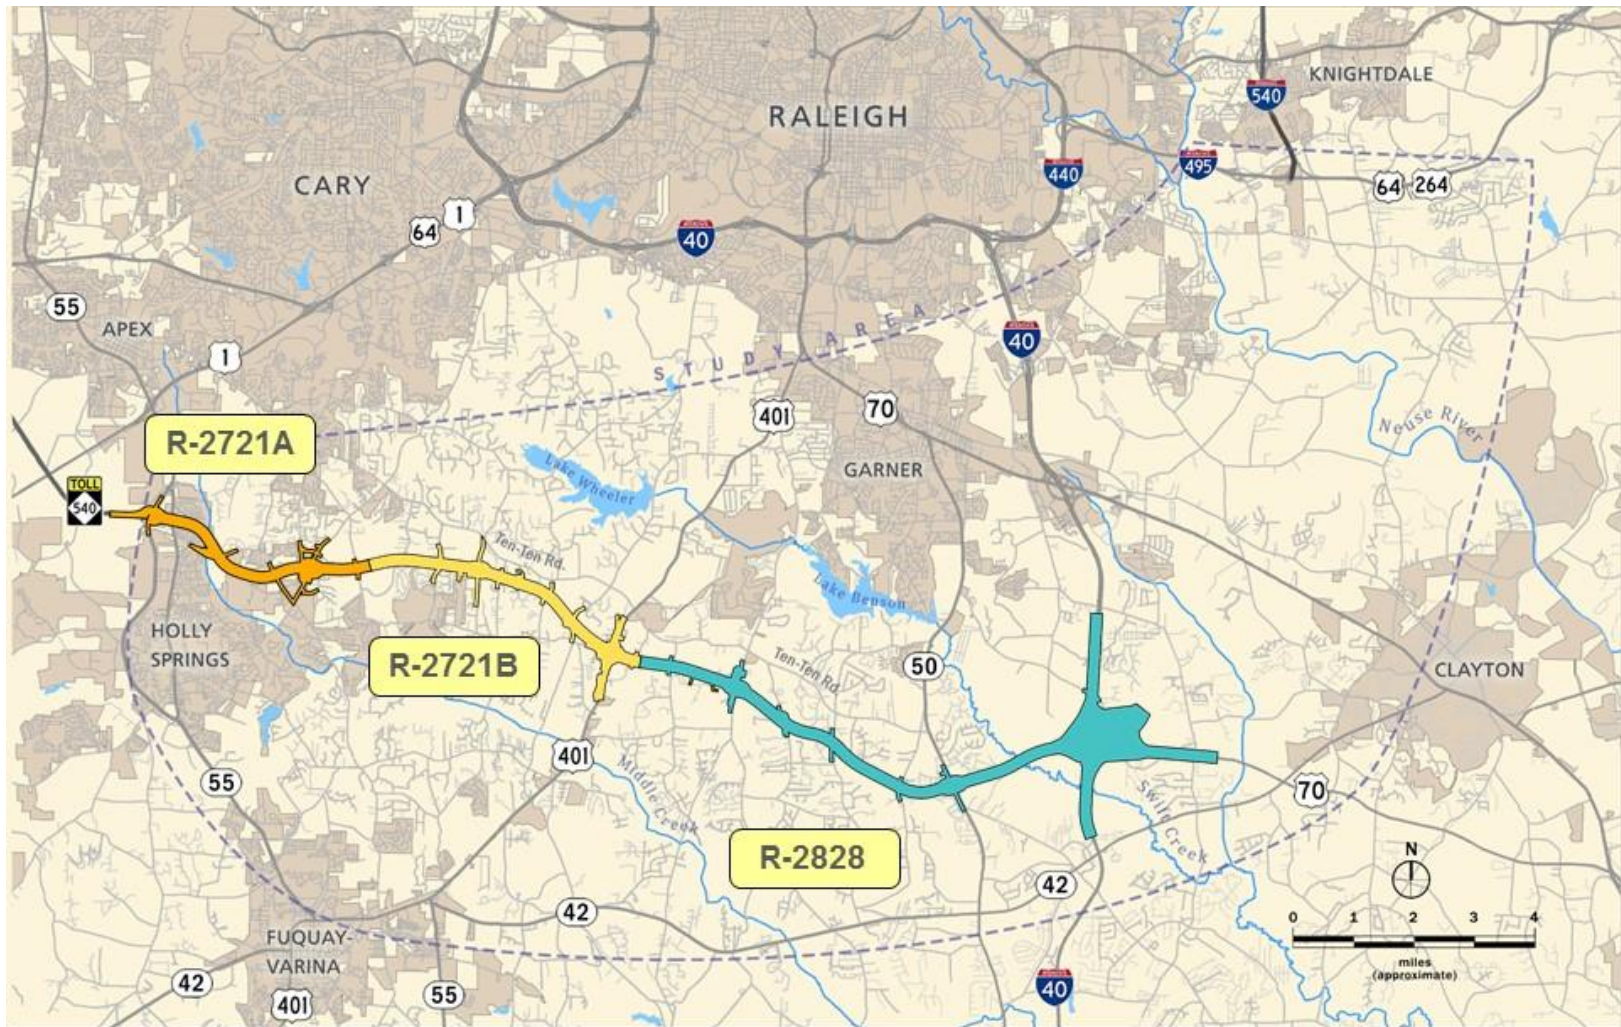 KNIGHTDALE
540
RALEIGH
440
495
64
264
CARY
1
64
40
55
APEX
1
40
STUDY AREA
401
70
Neuse River
R-2721A
GARNER
Lake Wheeler
TOLL
540
Ten-Ten Rd.
Lake Benson
HOLLY
SPRINGS
R-2721B
Ten-Ten Rd.
50
CLAYTON
401
Middle Creek
55
70
Swift Creek
R-2828
N
42
42
0 1 2 3 4
miles
(approximate)
FUQUAY-
VARINA
42
401
55
40